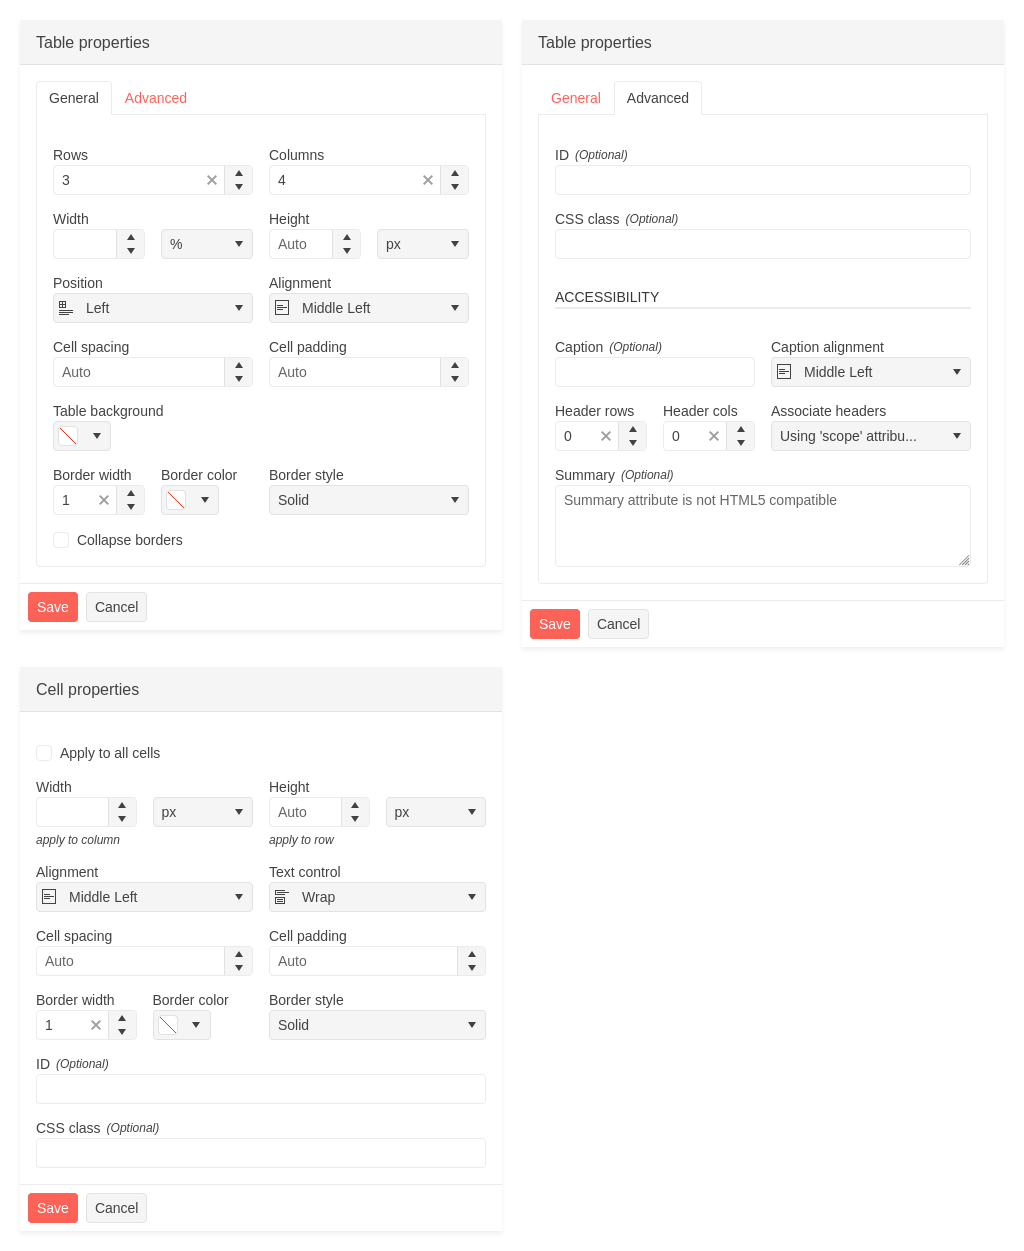 Table properties
General Advanced
Rows Columns
3 4
Width Height
% Auto px
Position Alignment
Left Middle Left
Cell spacing Cell padding
Auto Auto
Table background
Border width Border color Border style
1 Solid
Collapse borders
Save Cancel
Table properties
General Advanced
ID (Optional)
CSS class (Optional)
ACCESSIBILITY
Caption (Optional) Caption alignment
Middle Left
Header rows Header cols Associate headers
0 0 Using 'scope' attribu...
Summary (Optional)
Summary attribute is not HTML5 compatible
Save Cancel
Cell properties
Apply to all cells
Width Height
px Auto px
apply to column apply to row
Alignment Text control
Middle Left Wrap
Cell spacing Cell padding
Auto Auto
Border width Border color Border style
1 Solid
ID (Optional)
CSS class (Optional)
Save Cancel